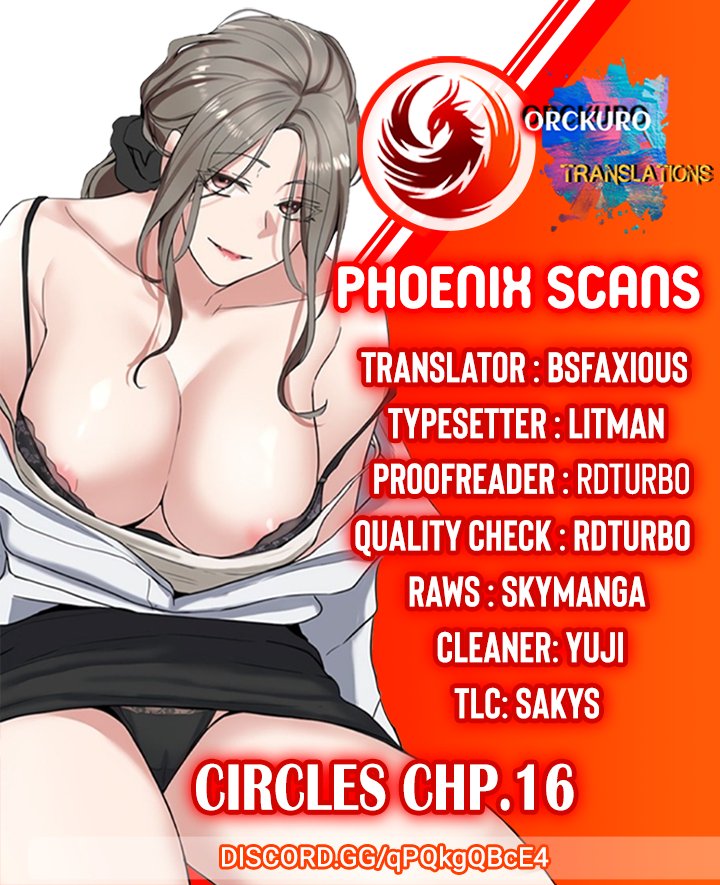 ORCKURO
TRANSLATIONS
PHOENIX SCANS
TRANSLATOR : BSFAXIOUS
TYPESETTER : LITMAN
PROOFREADER : RDTURBO
QUALITY CHECK : RDTURBO
RAWS : SKYMANGA
CLEANER: YUJI
TLC: SAKYS
CIRCLES CHP.16
DISCORD.GG/qPQkgQBcE4